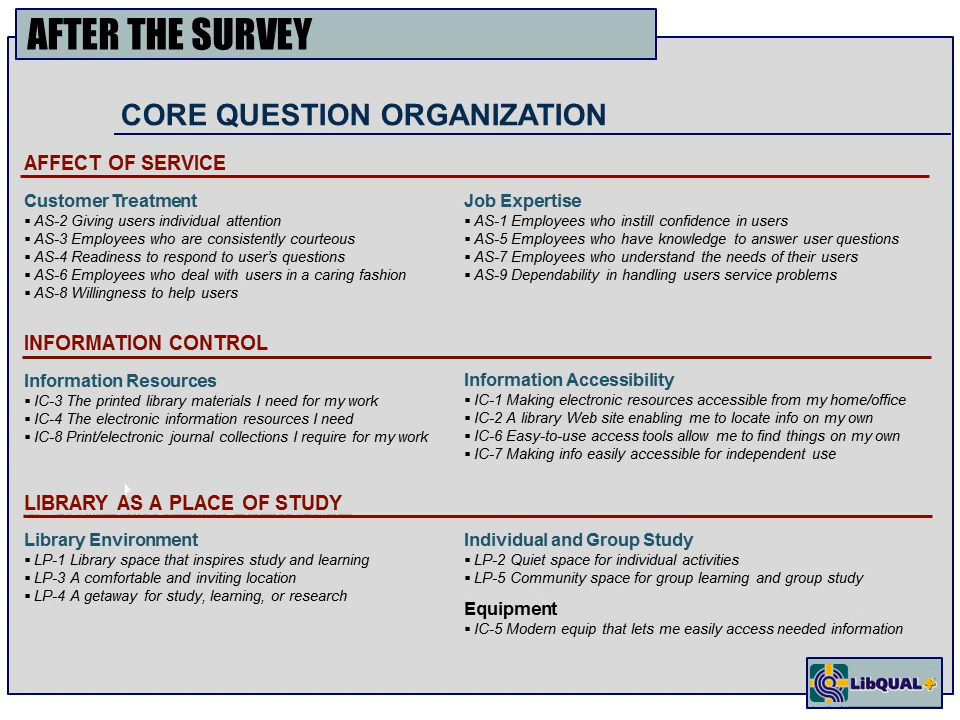 AFTER THE SURVEY
CORE QUESTION ORGANIZATION
AFFECT OF SERVICE
Customer Treatment
▪ AS-2 Giving users individual attention
▪ AS-3 Employees who are consistently courteous
▪ AS-4 Readiness to respond to user’s questions
▪ AS-6 Employees who deal with users in a caring fashion
▪ AS-8 Willingness to help users
Job Expertise
▪ AS-1 Employees who instill confidence in users
▪ AS-5 Employees who have knowledge to answer user questions
▪ AS-7 Employees who understand the needs of their users
▪ AS-9 Dependability in handling users service problems
INFORMATION CONTROL
Information Resources
▪ IC-3 The printed library materials I need for my work
▪ IC-4 The electronic information resources I need
▪ IC-8 Print/electronic journal collections I require for my work
Information Accessibility
▪ IC-1 Making electronic resources accessible from my home/office
▪ IC-2 A library Web site enabling me to locate info on my own
▪ IC-6 Easy-to-use access tools allow me to find things on my own
▪ IC-7 Making info easily accessible for independent use
LIBRARY AS A PLACE OF STUDY
Library Environment
▪ LP-1 Library space that inspires study and learning
▪ LP-3 A comfortable and inviting location
▪ LP-4 A getaway for study, learning, or research
Individual and Group Study
▪ LP-2 Quiet space for individual activities
▪ LP-5 Community space for group learning and group study
Equipment
▪ IC-5 Modern equip that lets me easily access needed information
LibQUAL+